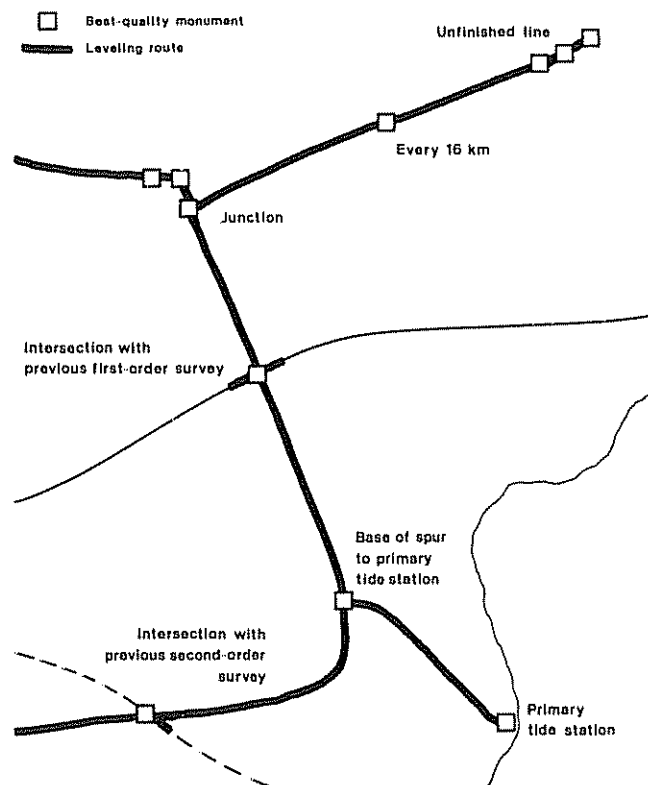 Best-quality monument
Leveling route
Unfinished line
Every 16 km
Junction
Intersection with
previous first-order survey
Base of spur
to primary
tide station
Intersection with
previous second-order
survey
Primary
tide station